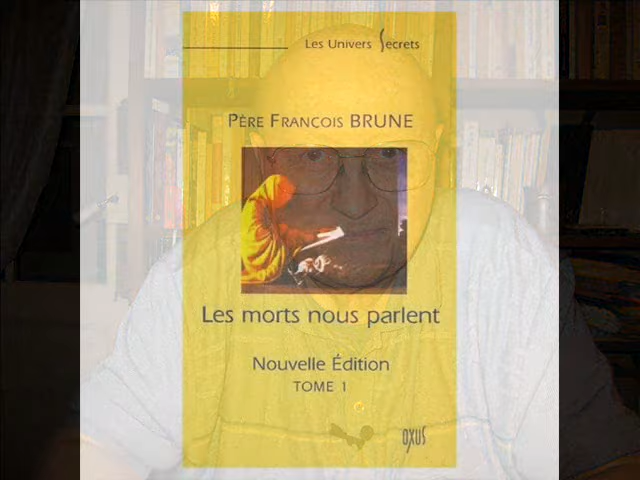 Les Univers Secrets
PÈRE FRANÇOIS BRUNE
Les morts nous parlent
Nouvelle Édition
TOME 1
OXUS